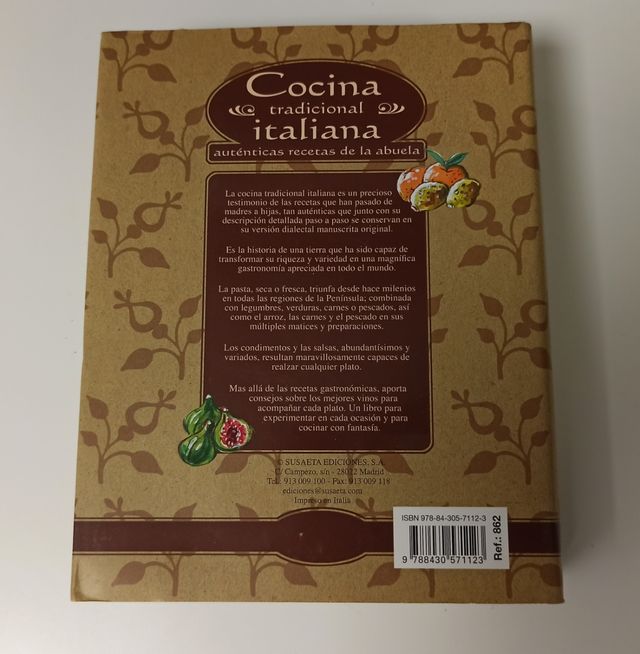 Cocina
tradicional
italiana
auténticas recetas de la abuela
La cocina tradicional italiana es un precioso
testimonio de las recetas que han pasado de
madres a hijas, tan auténticas que junto con su
descripción detallada paso a paso se conservan en
su versión dialectal manuscrita original.
Es la historia de una tierra que ha sido capaz de
transformar su riqueza y variedad en una magnífica
gastronomía apreciada en todo el mundo.
La pasta, seca o fresca, triunfa desde hace milenios
en todas las regiones de la Península; combinada
con legumbres, verduras, carnes o pescados, así
como el arroz, las carnes y el pescado en sus
múltiples matices y preparaciones.
Los condimentos y las salsas, abundantísimos y
variados, resultan maravillosamente capaces de
realzar cualquier plato.
Mas allá de las recetas gastronómicas, aporta
consejos sobre los mejores vinos para
acompañar cada plato. Un libro para
experimentar en cada ocasión y para
cocinar con fantasía.
© SUSAETA EDICIONES, S.A.
C/ Campezo, s/n - 28022 Madrid
Tel.: 913 009 100 - Fax: 913 009 118
ediciones@susaeta.com
Impreso en Italia
ISBN 978-84-305-7112-3
9 788430 571123
Ref.: 862